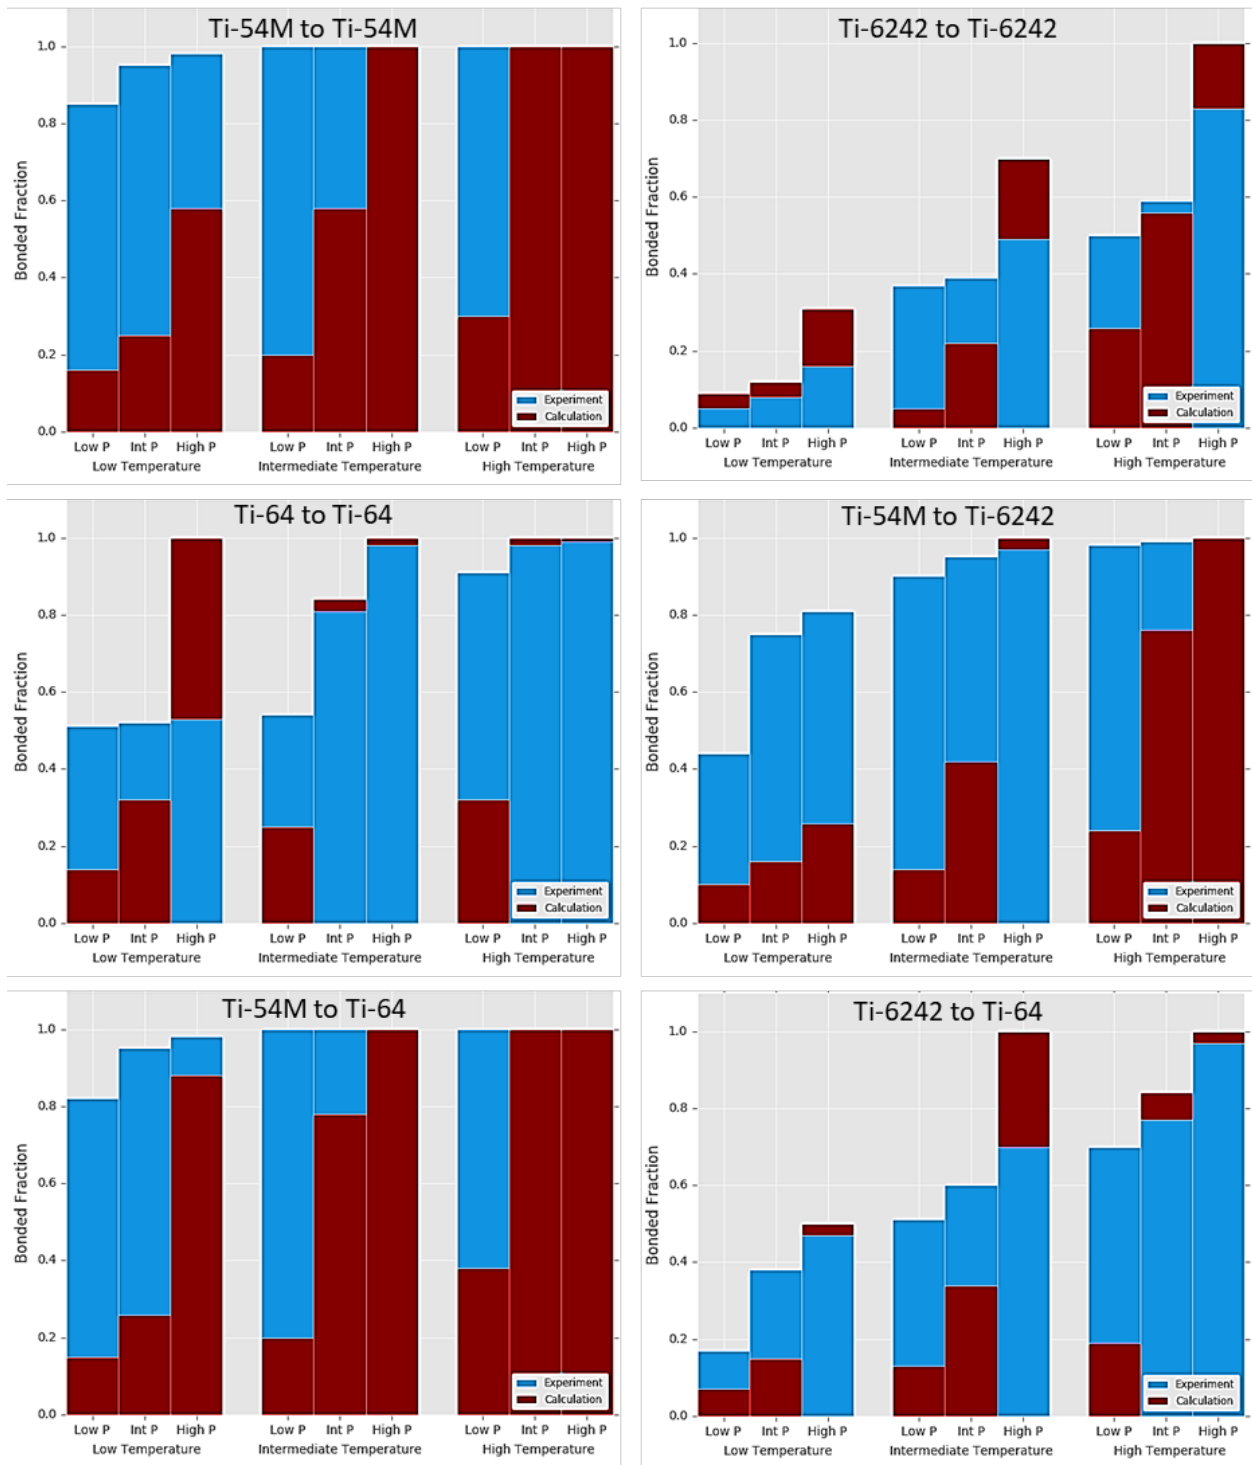 Ti-54M to Ti-54M
Bonded Fraction
1.0
0.8
0.6
0.4
0.2
0.0
Experiment
Calculation
Low P Int P High P Low P Int P High P Low P Int P High P
Low Temperature Intermediate Temperature High Temperature
Ti-6242 to Ti-6242
Bonded Fraction
1.0
0.8
0.6
0.4
0.2
0.0
Experiment
Calculation
Low P Int P High P Low P Int P High P Low P Int P High P
Low Temperature Intermediate Temperature High Temperature
Ti-64 to Ti-64
Bonded Fraction
1.0
0.8
0.6
0.4
0.2
0.0
Experiment
Calculation
Low P Int P High P Low P Int P High P Low P Int P High P
Low Temperature Intermediate Temperature High Temperature
Ti-54M to Ti-6242
Bonded Fraction
1.0
0.8
0.6
0.4
0.2
0.0
Experiment
Calculation
Low P Int P High P Low P Int P High P Low P Int P High P
Low Temperature Intermediate Temperature High Temperature
Ti-54M to Ti-64
Bonded Fraction
1.0
0.8
0.6
0.4
0.2
0.0
Experiment
Calculation
Low P Int P High P Low P Int P High P Low P Int P High P
Low Temperature Intermediate Temperature High Temperature
Ti-6242 to Ti-64
Bonded Fraction
1.0
0.8
0.6
0.4
0.2
0.0
Experiment
Calculation
Low P Int P High P Low P Int P High P Low P Int P High P
Low Temperature Intermediate Temperature High Temperature